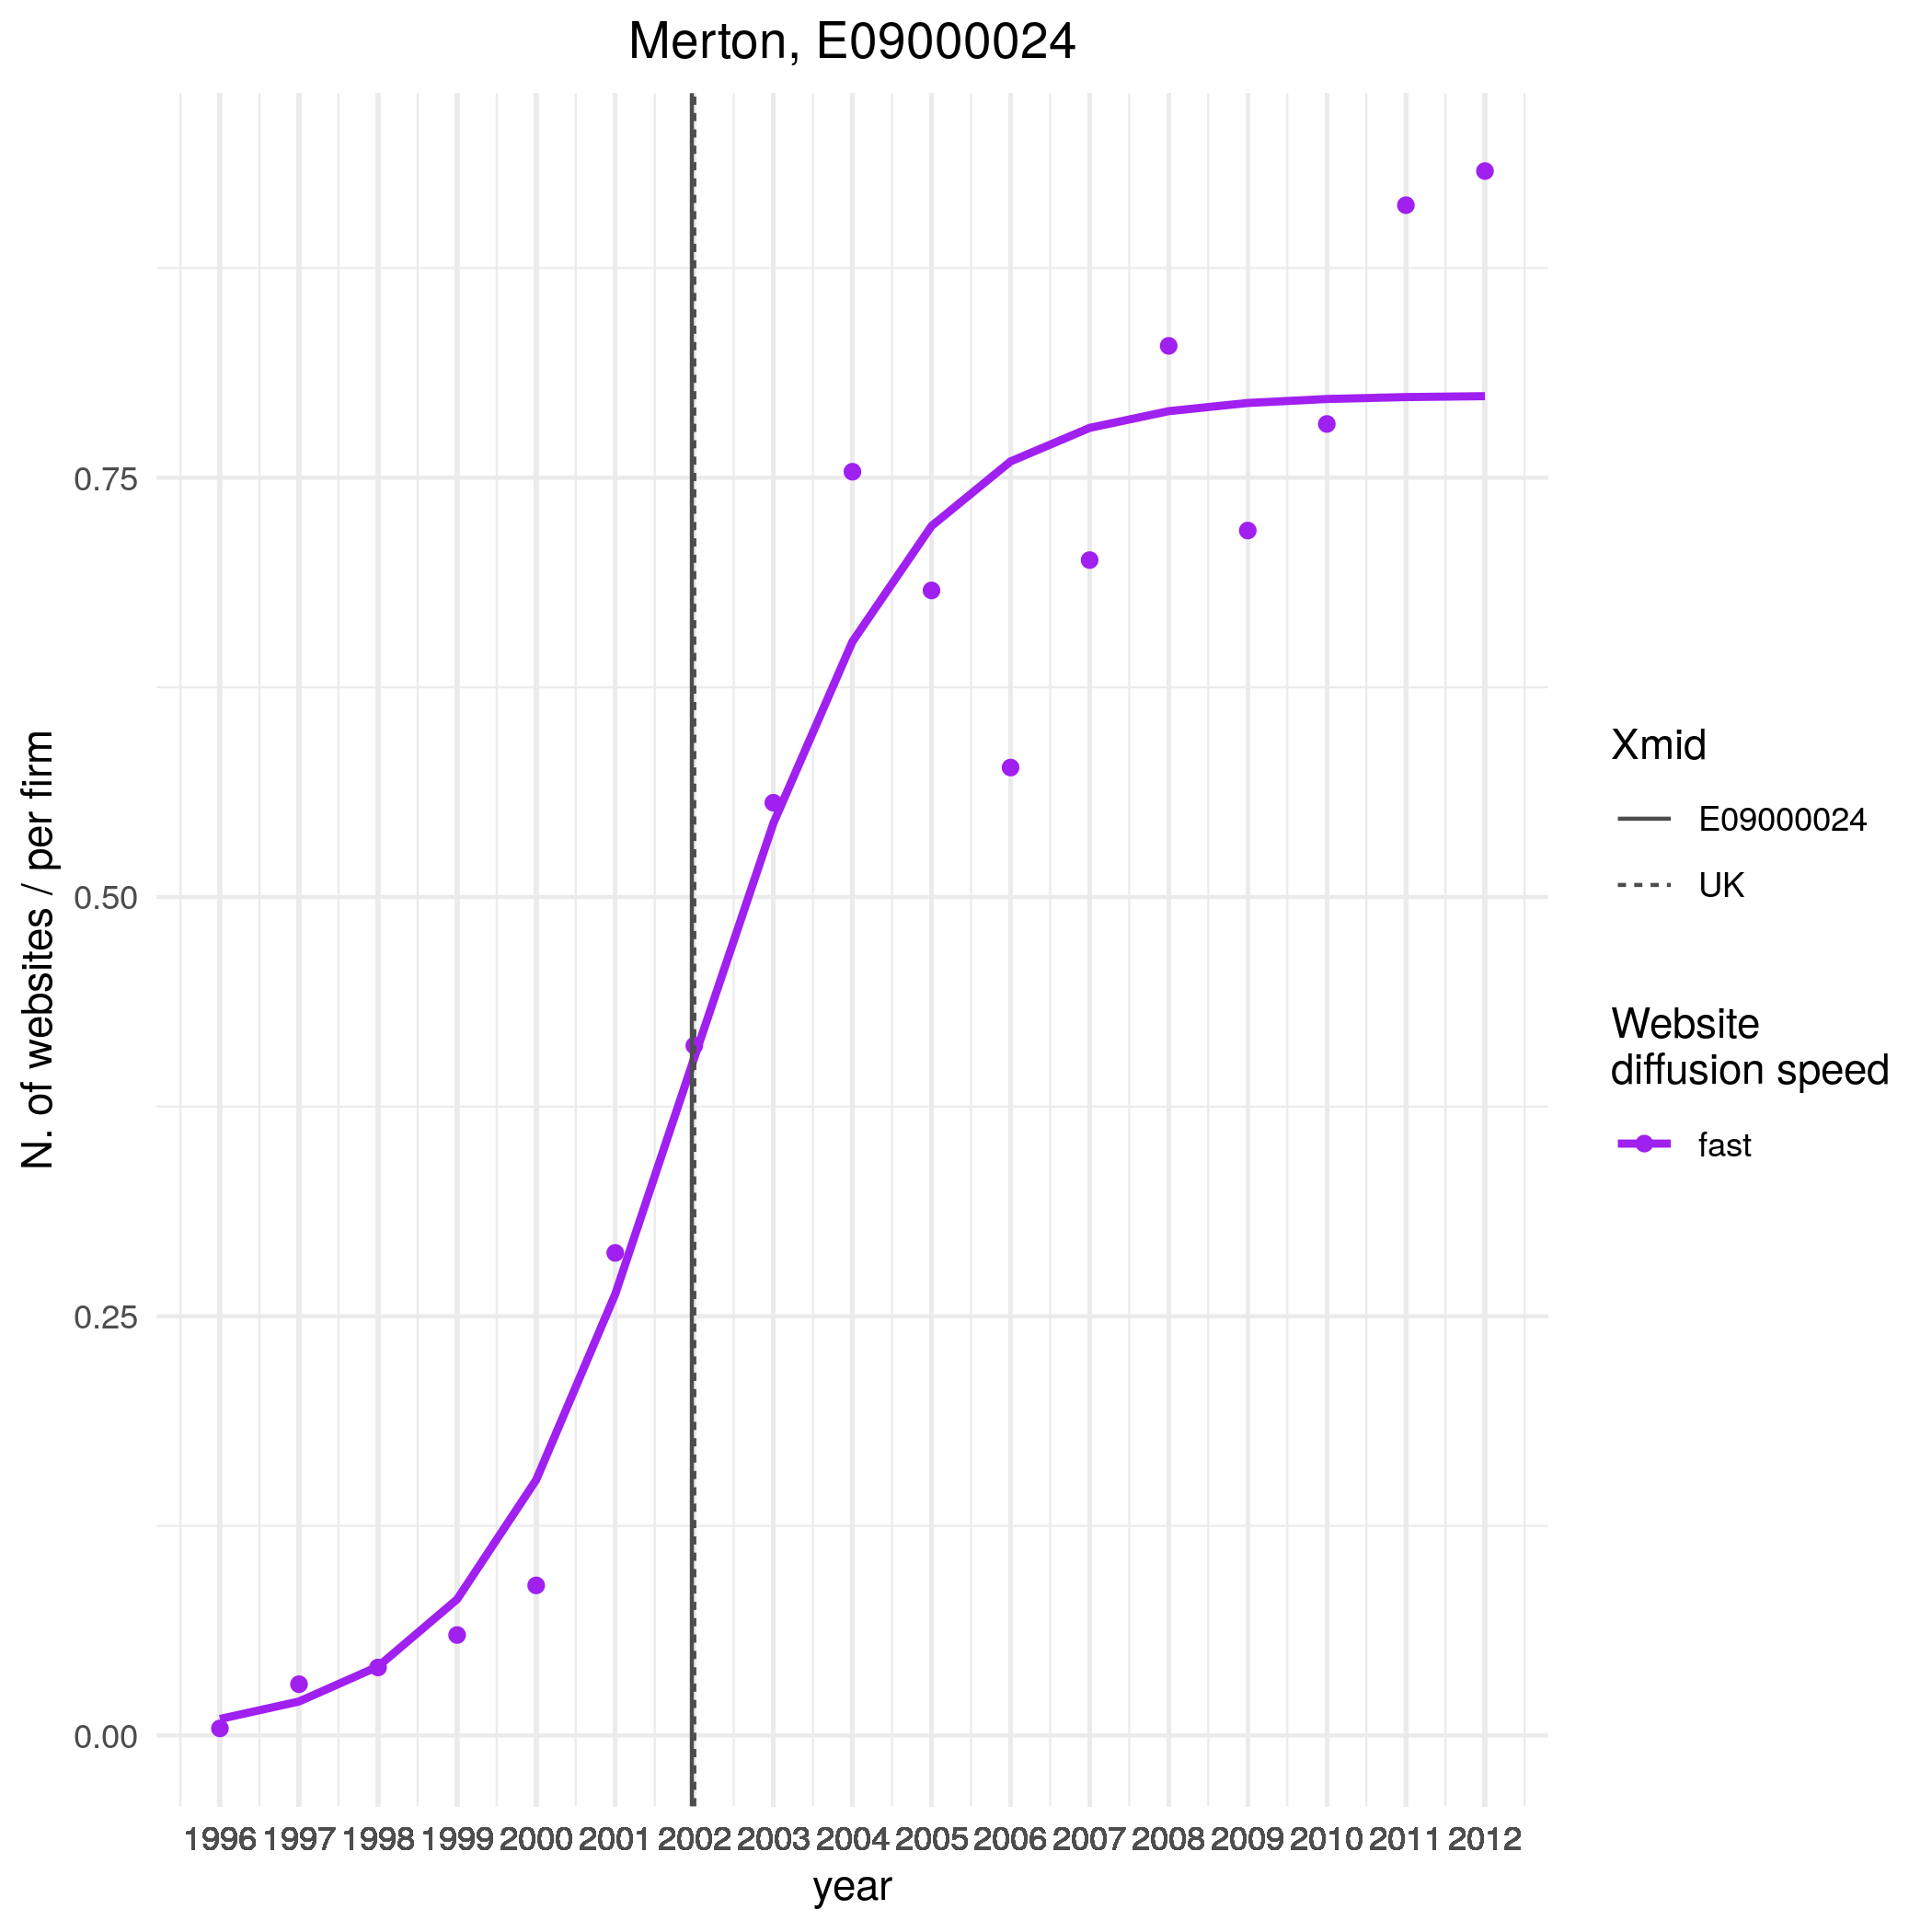 Merton, E09000024
N. of websites / per firm
0.75
0.50
0.25
0.00
1996 1997 1998 1999 2000 2001 2002 2003 2004 2005 2006 2007 2008 2009 2010 2011 2012
year
Xmid
E09000024
UK
Website
diffusion speed
fast